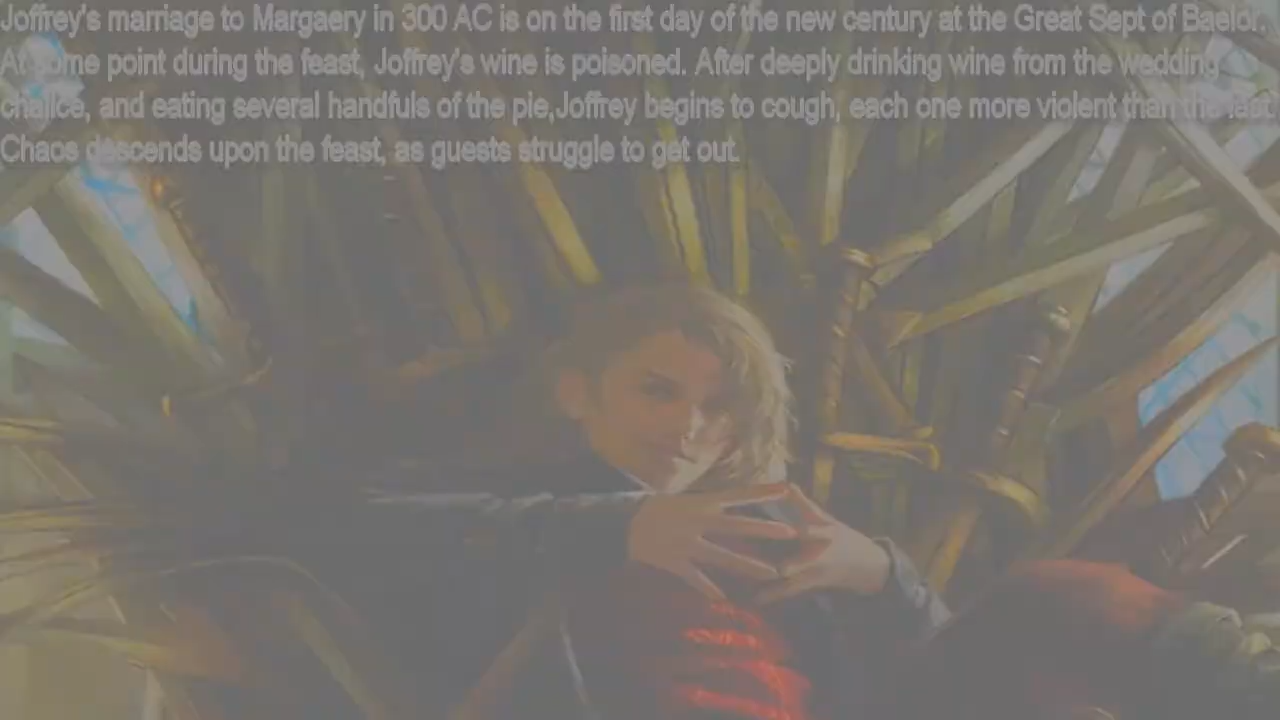 Joffrey's marriage to Margaery in 300 AC is on the first day of the new century at the Great Sept of Baelor.
At some point during the feast, Joffrey's wine is poisoned. After deeply drinking wine from the wedding
chalice, and eating several handfuls of the pie,Joffrey begins to cough, each one more violent than the last.
Chaos descends upon the feast, as guests struggle to get out.